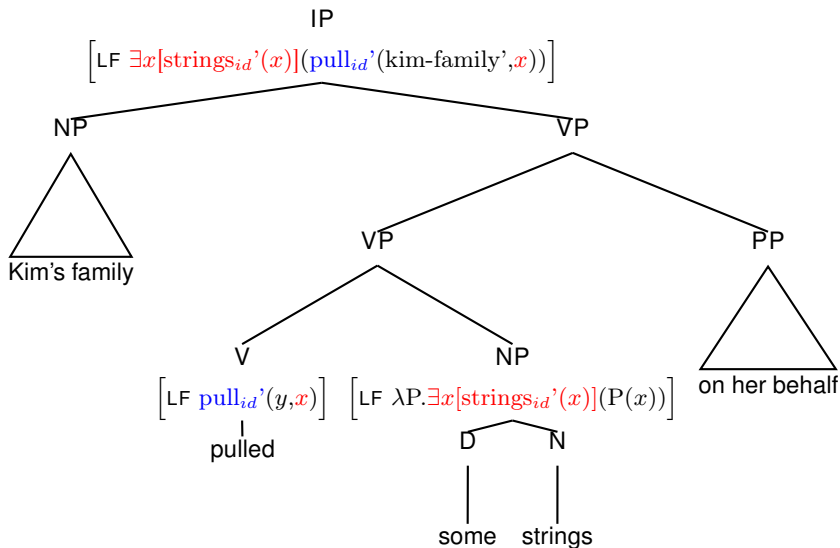 IP
[LF ∃x[strings_id’(x)](pull_id’(kim-family’,x))]
NP VP
Kim's family
VP PP
V NP
[LF pull_id’(y,x)] [LF λP.∃x[strings_id’(x)](P(x))]
on her behalf
pulled
D N
some strings